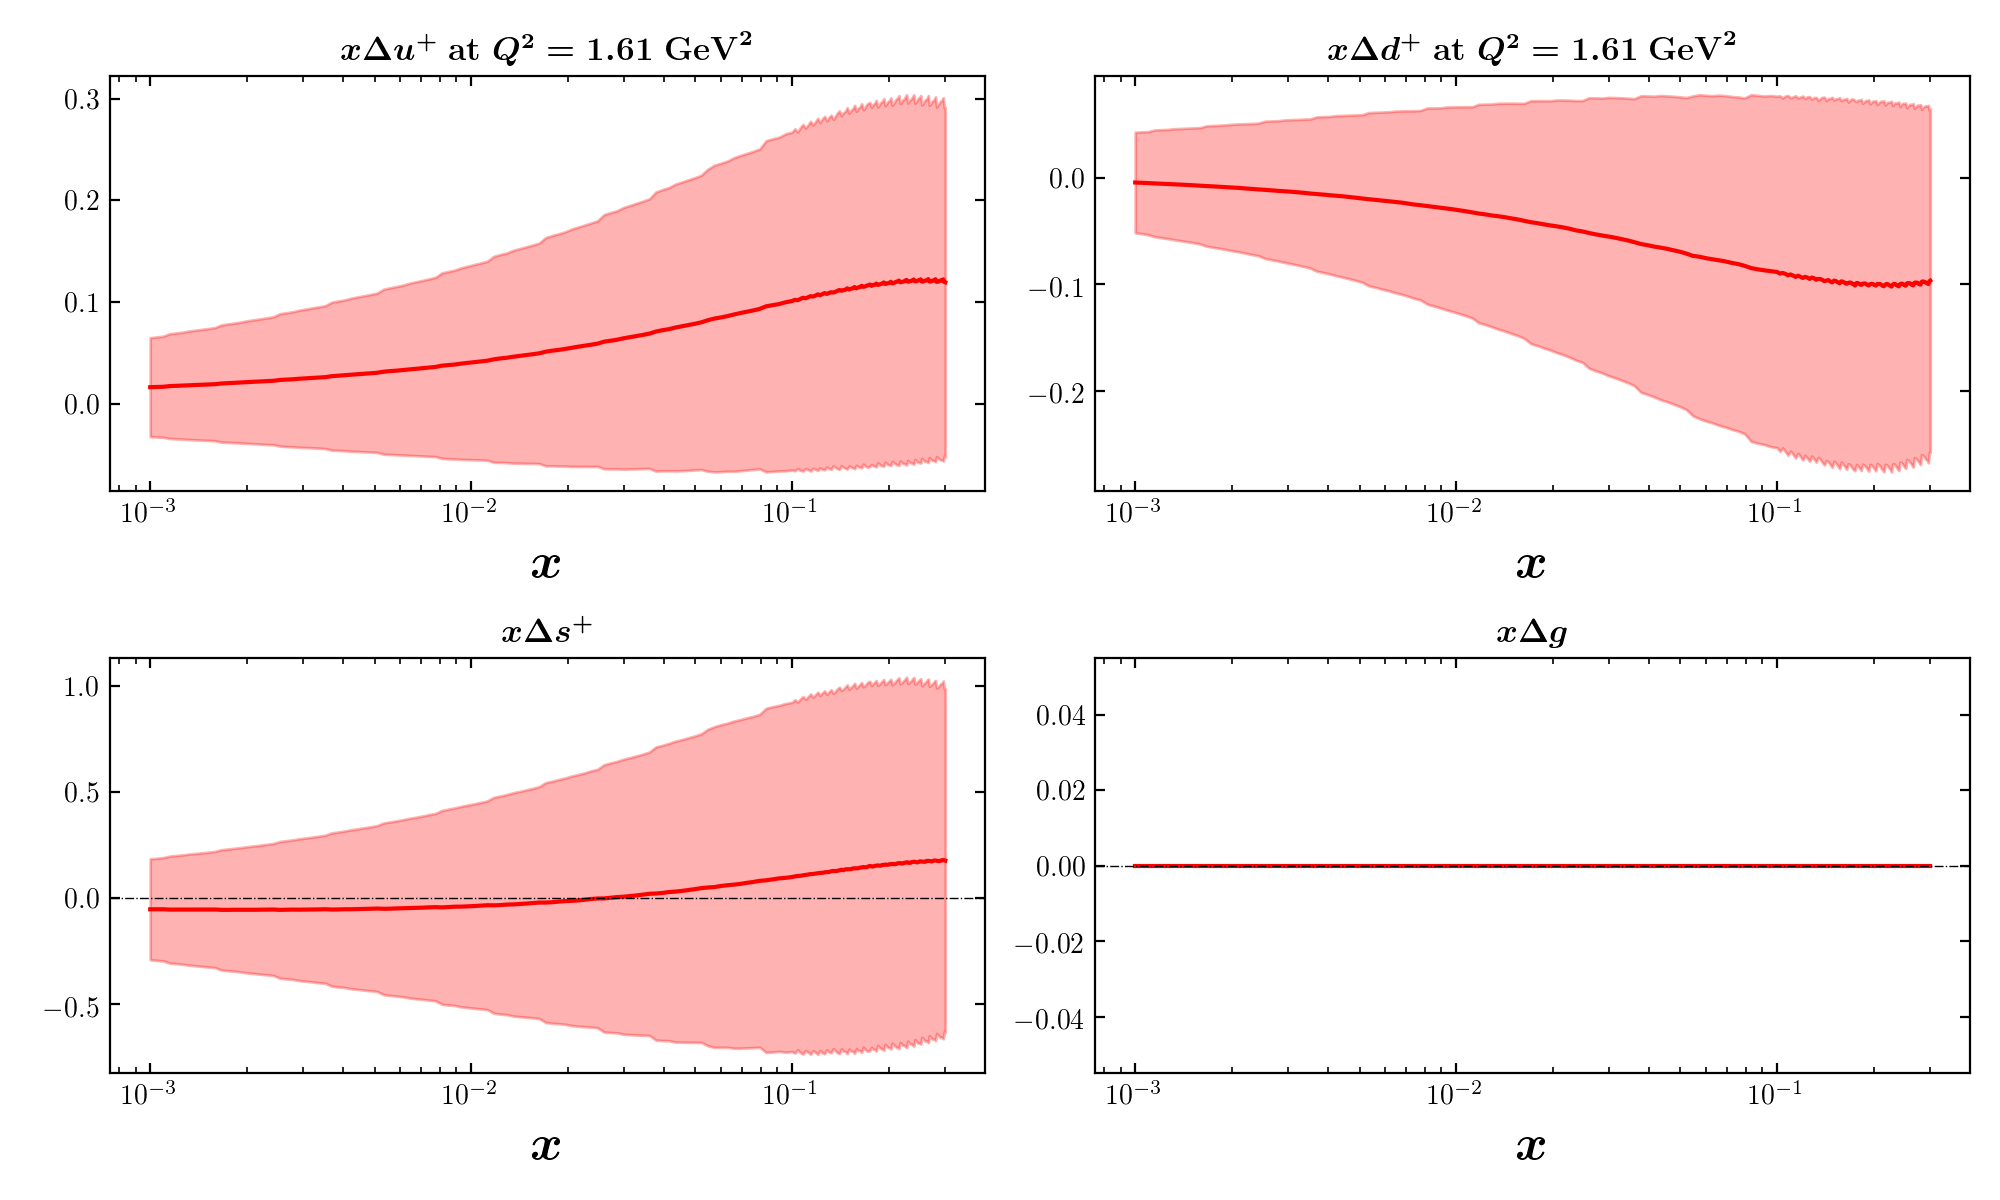 xΔu⁺ at Q² = 1.61 GeV²
0.3
0.2
0.1
0.0
10⁻³ 10⁻² 10⁻¹
x
xΔd⁺ at Q² = 1.61 GeV²
0.0
−0.1
−0.2
10⁻³ 10⁻² 10⁻¹
x
xΔs⁺
1.0
0.5
0.0
−0.5
10⁻³ 10⁻² 10⁻¹
x
xΔg
0.04
0.02
0.00
−0.02
−0.04
10⁻³ 10⁻² 10⁻¹
x